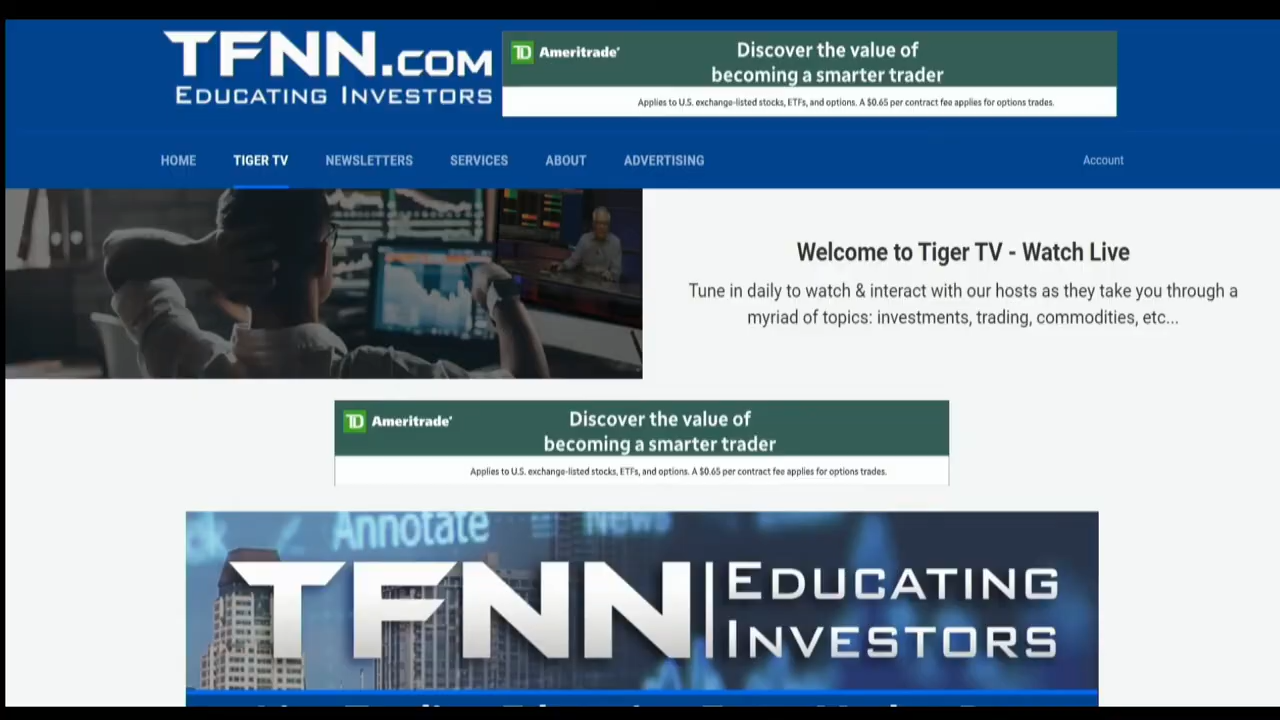 TFNN.COM
EDUCATING INVESTORS
TD Ameritrade
Discover the value of
becoming a smarter trader
Applies to U.S. exchange-listed stocks, ETFs, and options. A $0.65 per contract fee applies for options trades.
HOME TIGER TV NEWSLETTERS SERVICES ABOUT ADVERTISING Account
Welcome to Tiger TV - Watch Live
Tune in daily to watch & interact with our hosts as they take you through a
myriad of topics: investments, trading, commodities, etc...
TD Ameritrade
Discover the value of
becoming a smarter trader
Applies to U.S. exchange-listed stocks, ETFs, and options. A $0.65 per contract fee applies for options trades.
Annotate News
TFNN EDUCATING
INVESTORS